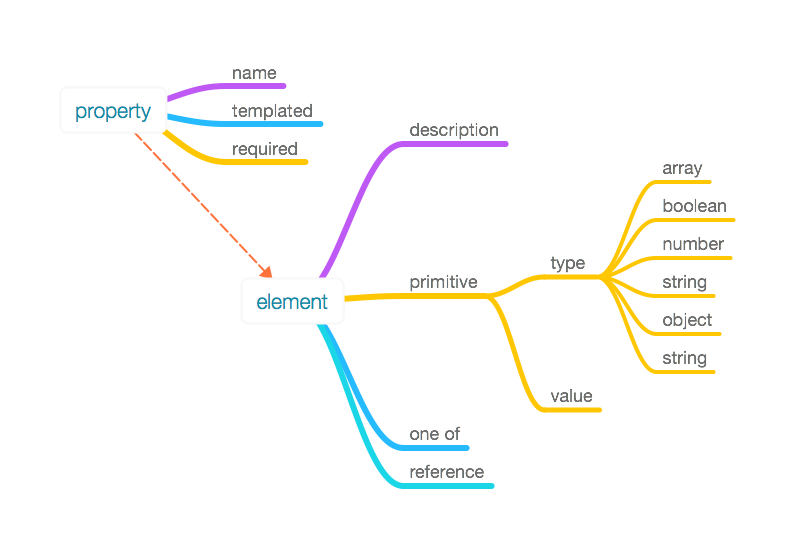 property
name
templated
required
element
description
primitive
type
array
boolean
number
string
object
string
value
one of
reference